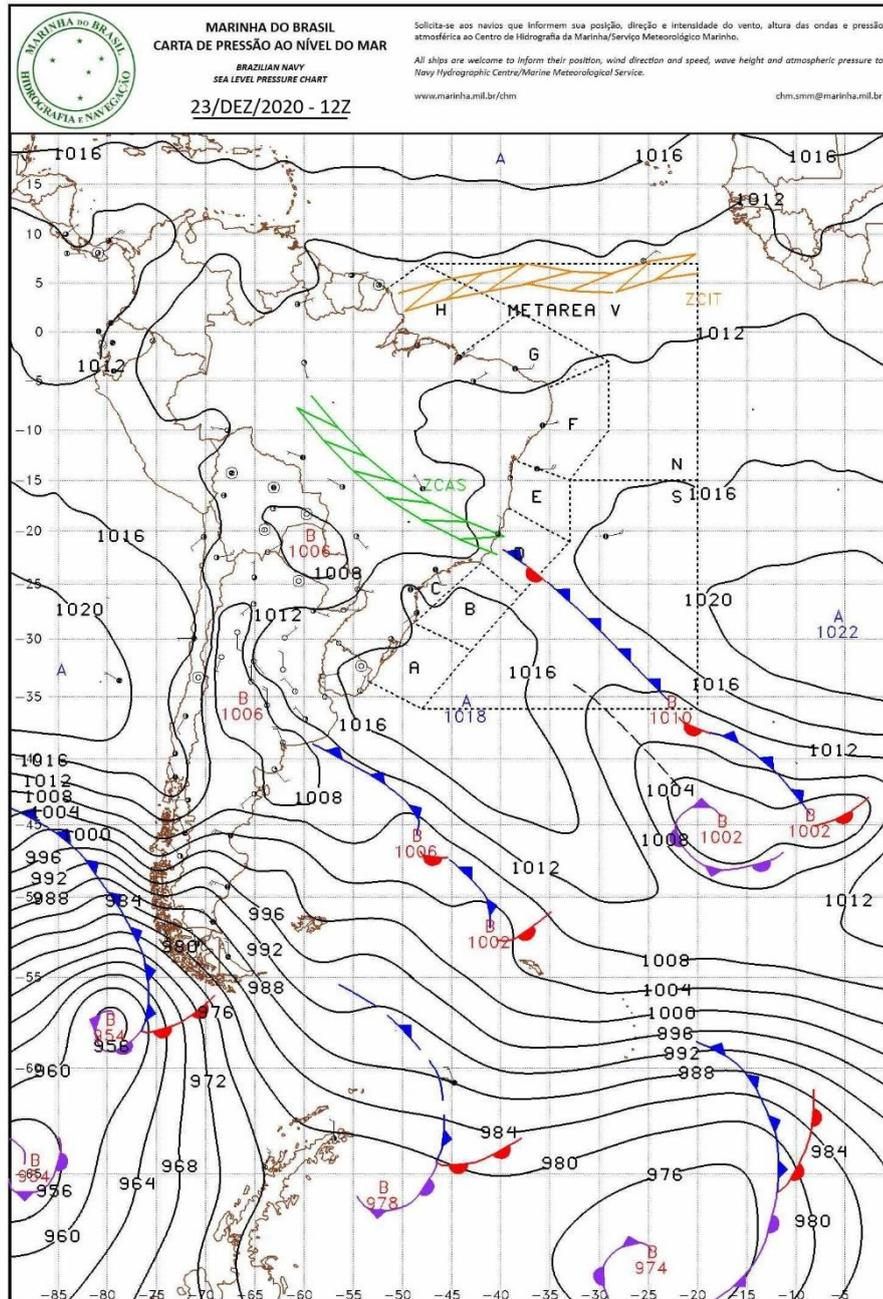 MARINHA DO BRASIL
HIDROGRAFIA E NAVEGAÇÃO
MARINHA DO BRASIL
CARTA DE PRESSÃO AO NÍVEL DO MAR
BRAZILIAN NAVY
SEA LEVEL PRESSURE CHART
23/DEZ/2020 - 12Z
Solicita-se aos navios que informem sua posição, direção e intensidade do vento, altura das ondas e pressão
atmosférica ao Centro de Hidrografia da Marinha/Serviço Meteorológico Marinho.
All ships are welcome to inform their position, wind direction and speed, wave height and atmospheric pressure to
Navy Hydrographic Centre/Marine Meteorological Service.
www.marinha.mil.br/chm chm.smm@marinha.mil.br
1016 A 1016 1016
15
1012
10
5
H METAREA V ZCIT
0
1012
G
1012
-5
-10
F
-15
ZCAS E N
S 1016
-20
1016 B
1006
D
1008
-25
C
1020 1012 B 1020 A
1022
-30
A A 1016
1016
-35
B
1006
A
1018
B
1010
1016
-40
1016 1012
1012
1008 1008 1004
1004
-45
1000 B
1006
1008 B
1002
B
1002
996
992 1012
988 984 1012
-50
996 B
1002
980 992
988 1008
-55
1004
976 1000
B
954
956
996
992
-60
960 972 988
984 984
B
954
-65
968 980 976
956 964 B
978
960 980
B
974
-85 -80 -75 -70 -65 -60 -55 -50 -45 -40 -35 -30 -25 -20 -15 -10 -5